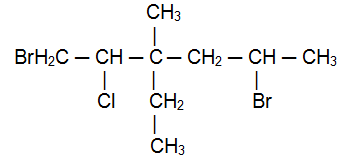 CH₃
BrH₂C – CH – C – CH₂ – CH – CH₃
Cl CH₂ Br
CH₃